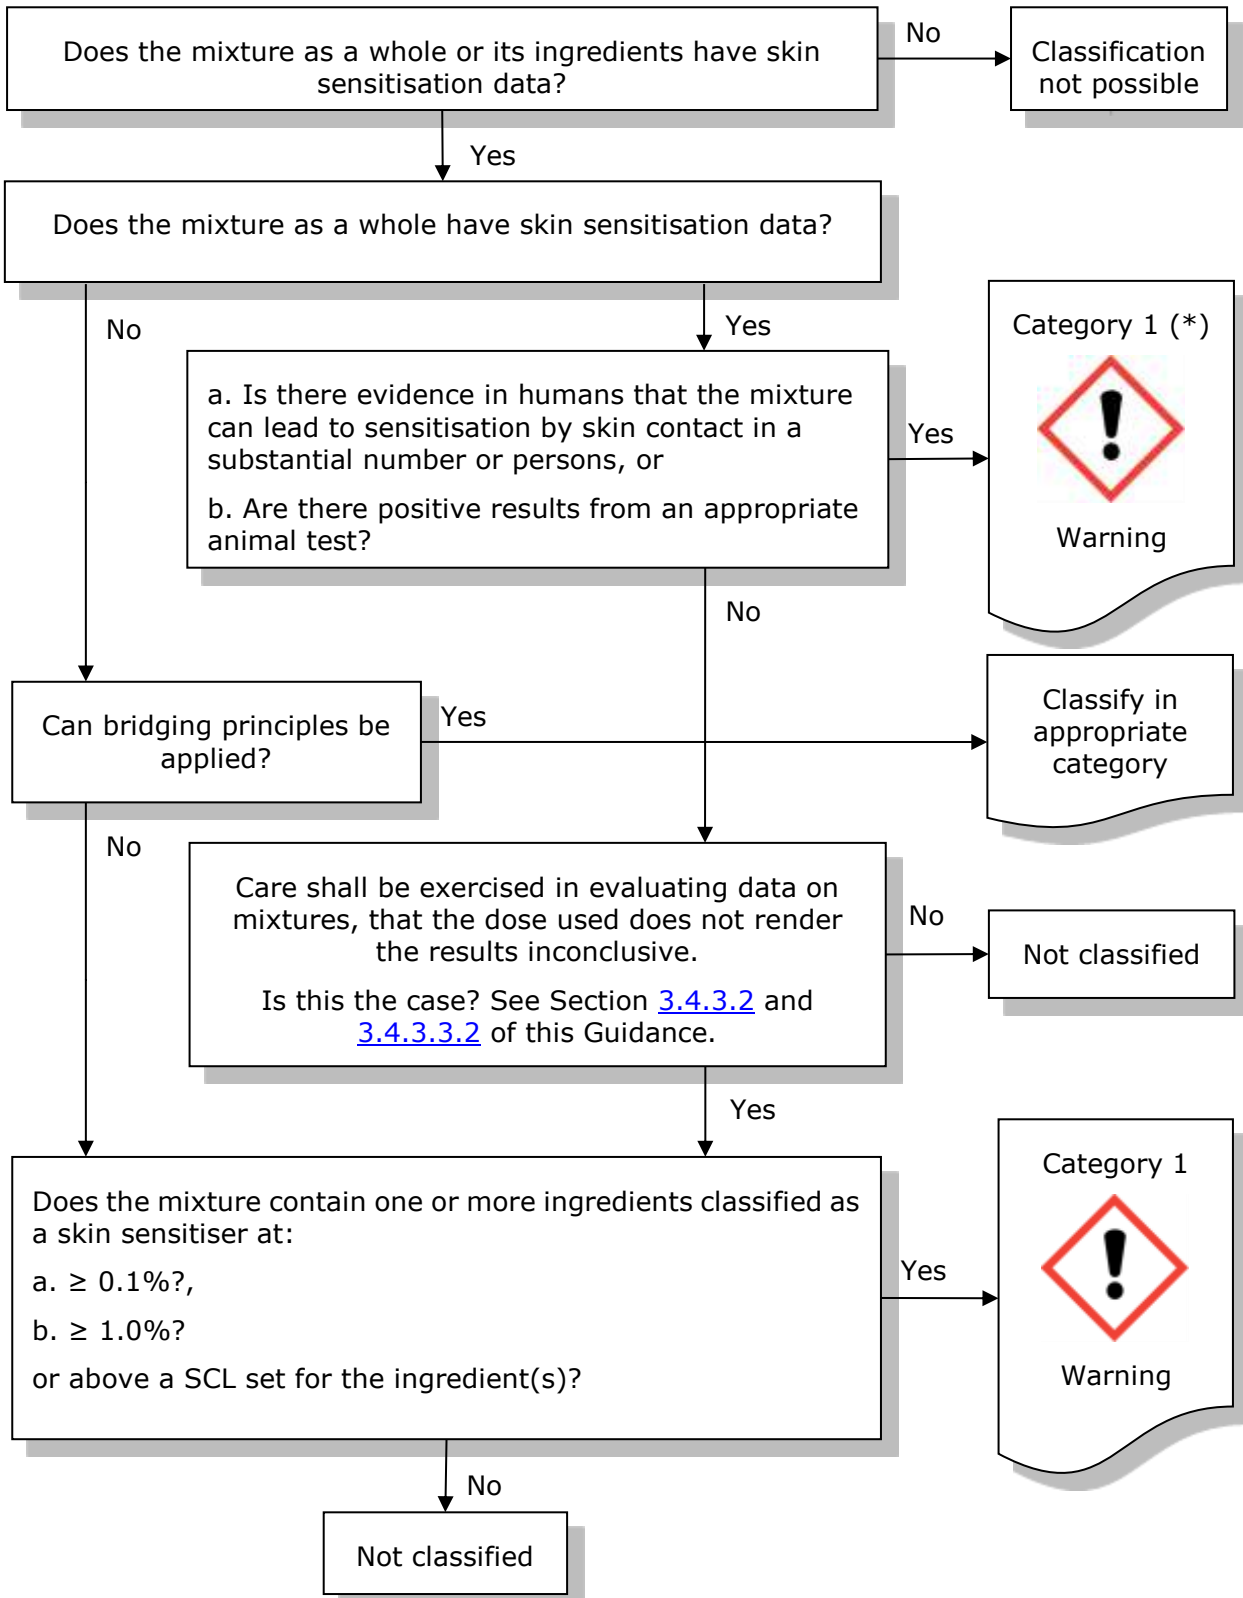 Does the mixture as a whole or its ingredients have skin
sensitisation data?
No
Classification
not possible
Yes
Does the mixture as a whole have skin sensitisation data?
No
Yes
a. Is there evidence in humans that the mixture
can lead to sensitisation by skin contact in a
substantial number or persons, or
b. Are there positive results from an appropriate
animal test?
Yes
Category 1 (*)
Warning
No
Can bridging principles be
applied?
Yes
Classify in
appropriate
category
No
Care shall be exercised in evaluating data on
mixtures, that the dose used does not render
the results inconclusive.
Is this the case? See Section 3.4.3.2 and
3.4.3.3.2 of this Guidance.
No
Not classified
Yes
Does the mixture contain one or more ingredients classified as
a skin sensitiser at:
a. ≥ 0.1%?,
b. ≥ 1.0%?
or above a SCL set for the ingredient(s)?
Yes
Category 1
Warning
No
Not classified